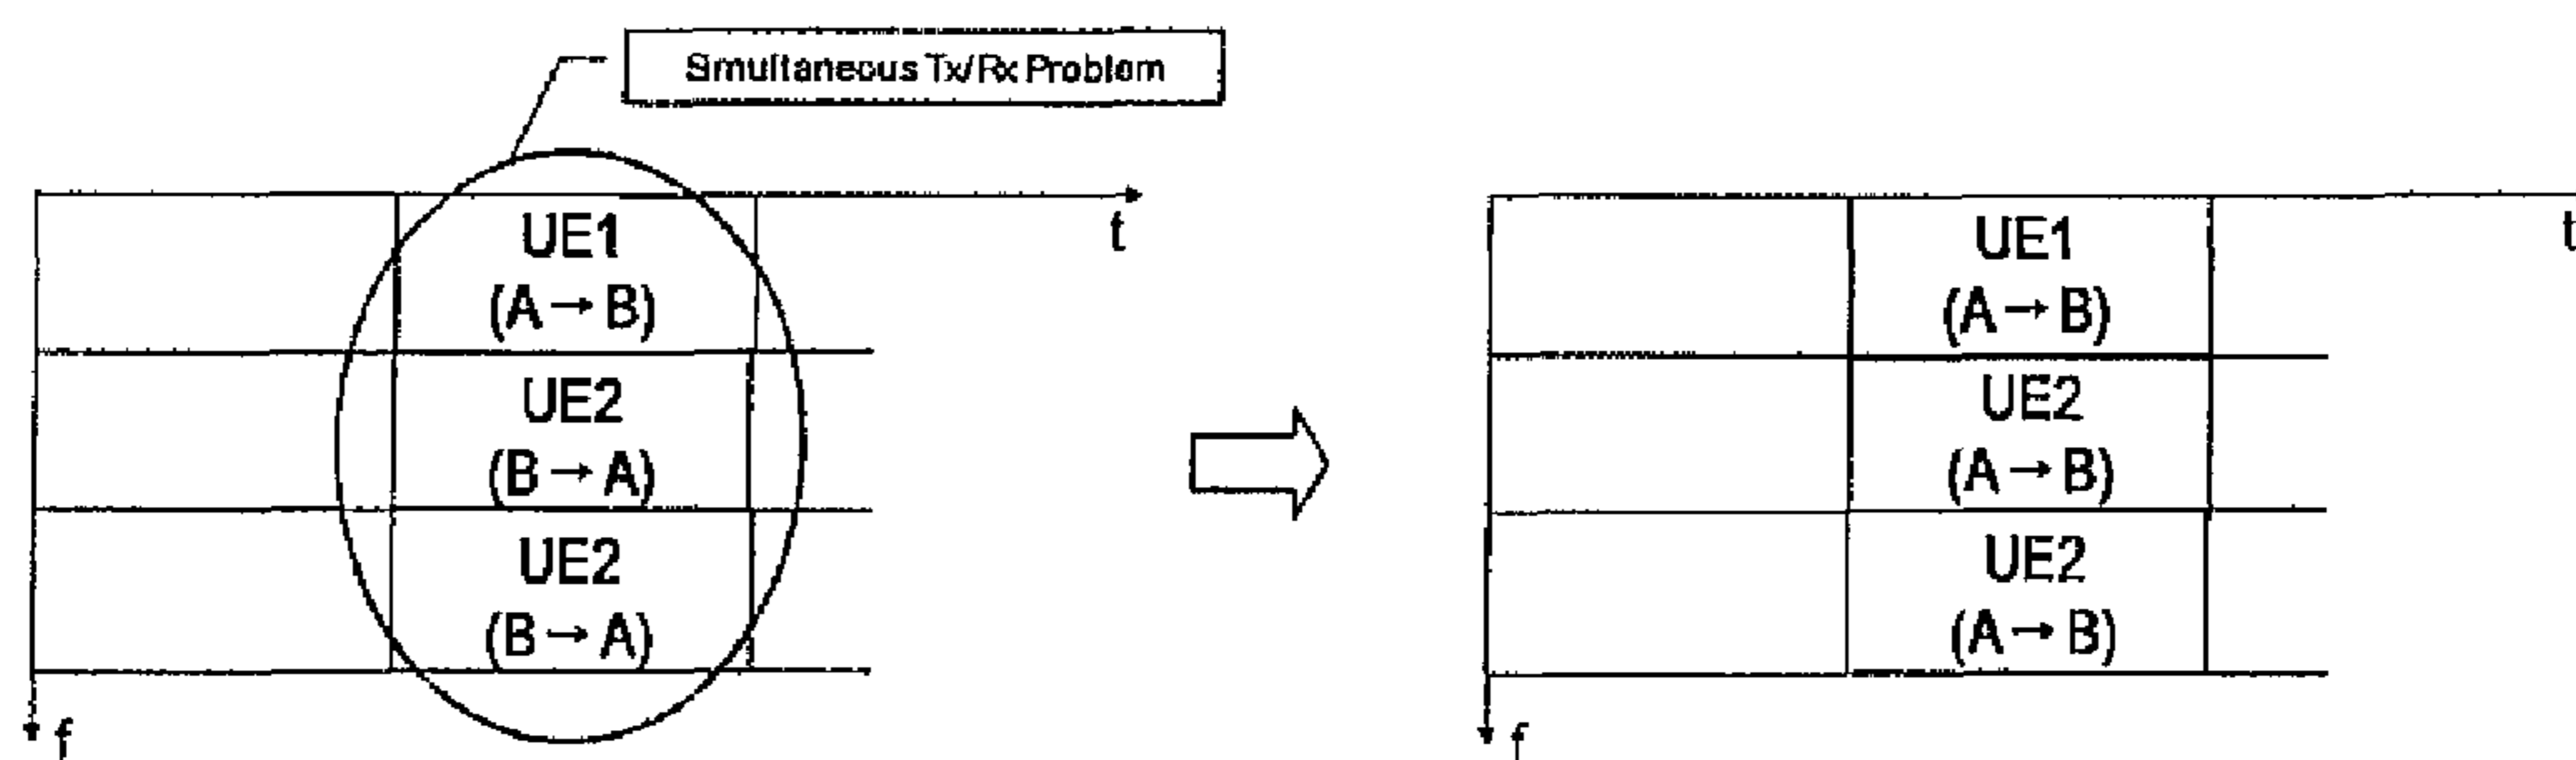 Simultaneous Tx/Rx Problem
t
UE1
(A → B)
UE2
(B → A)
UE2
(B → A)
f
t
UE1
(A → B)
UE2
(A → B)
UE2
(A → B)
f